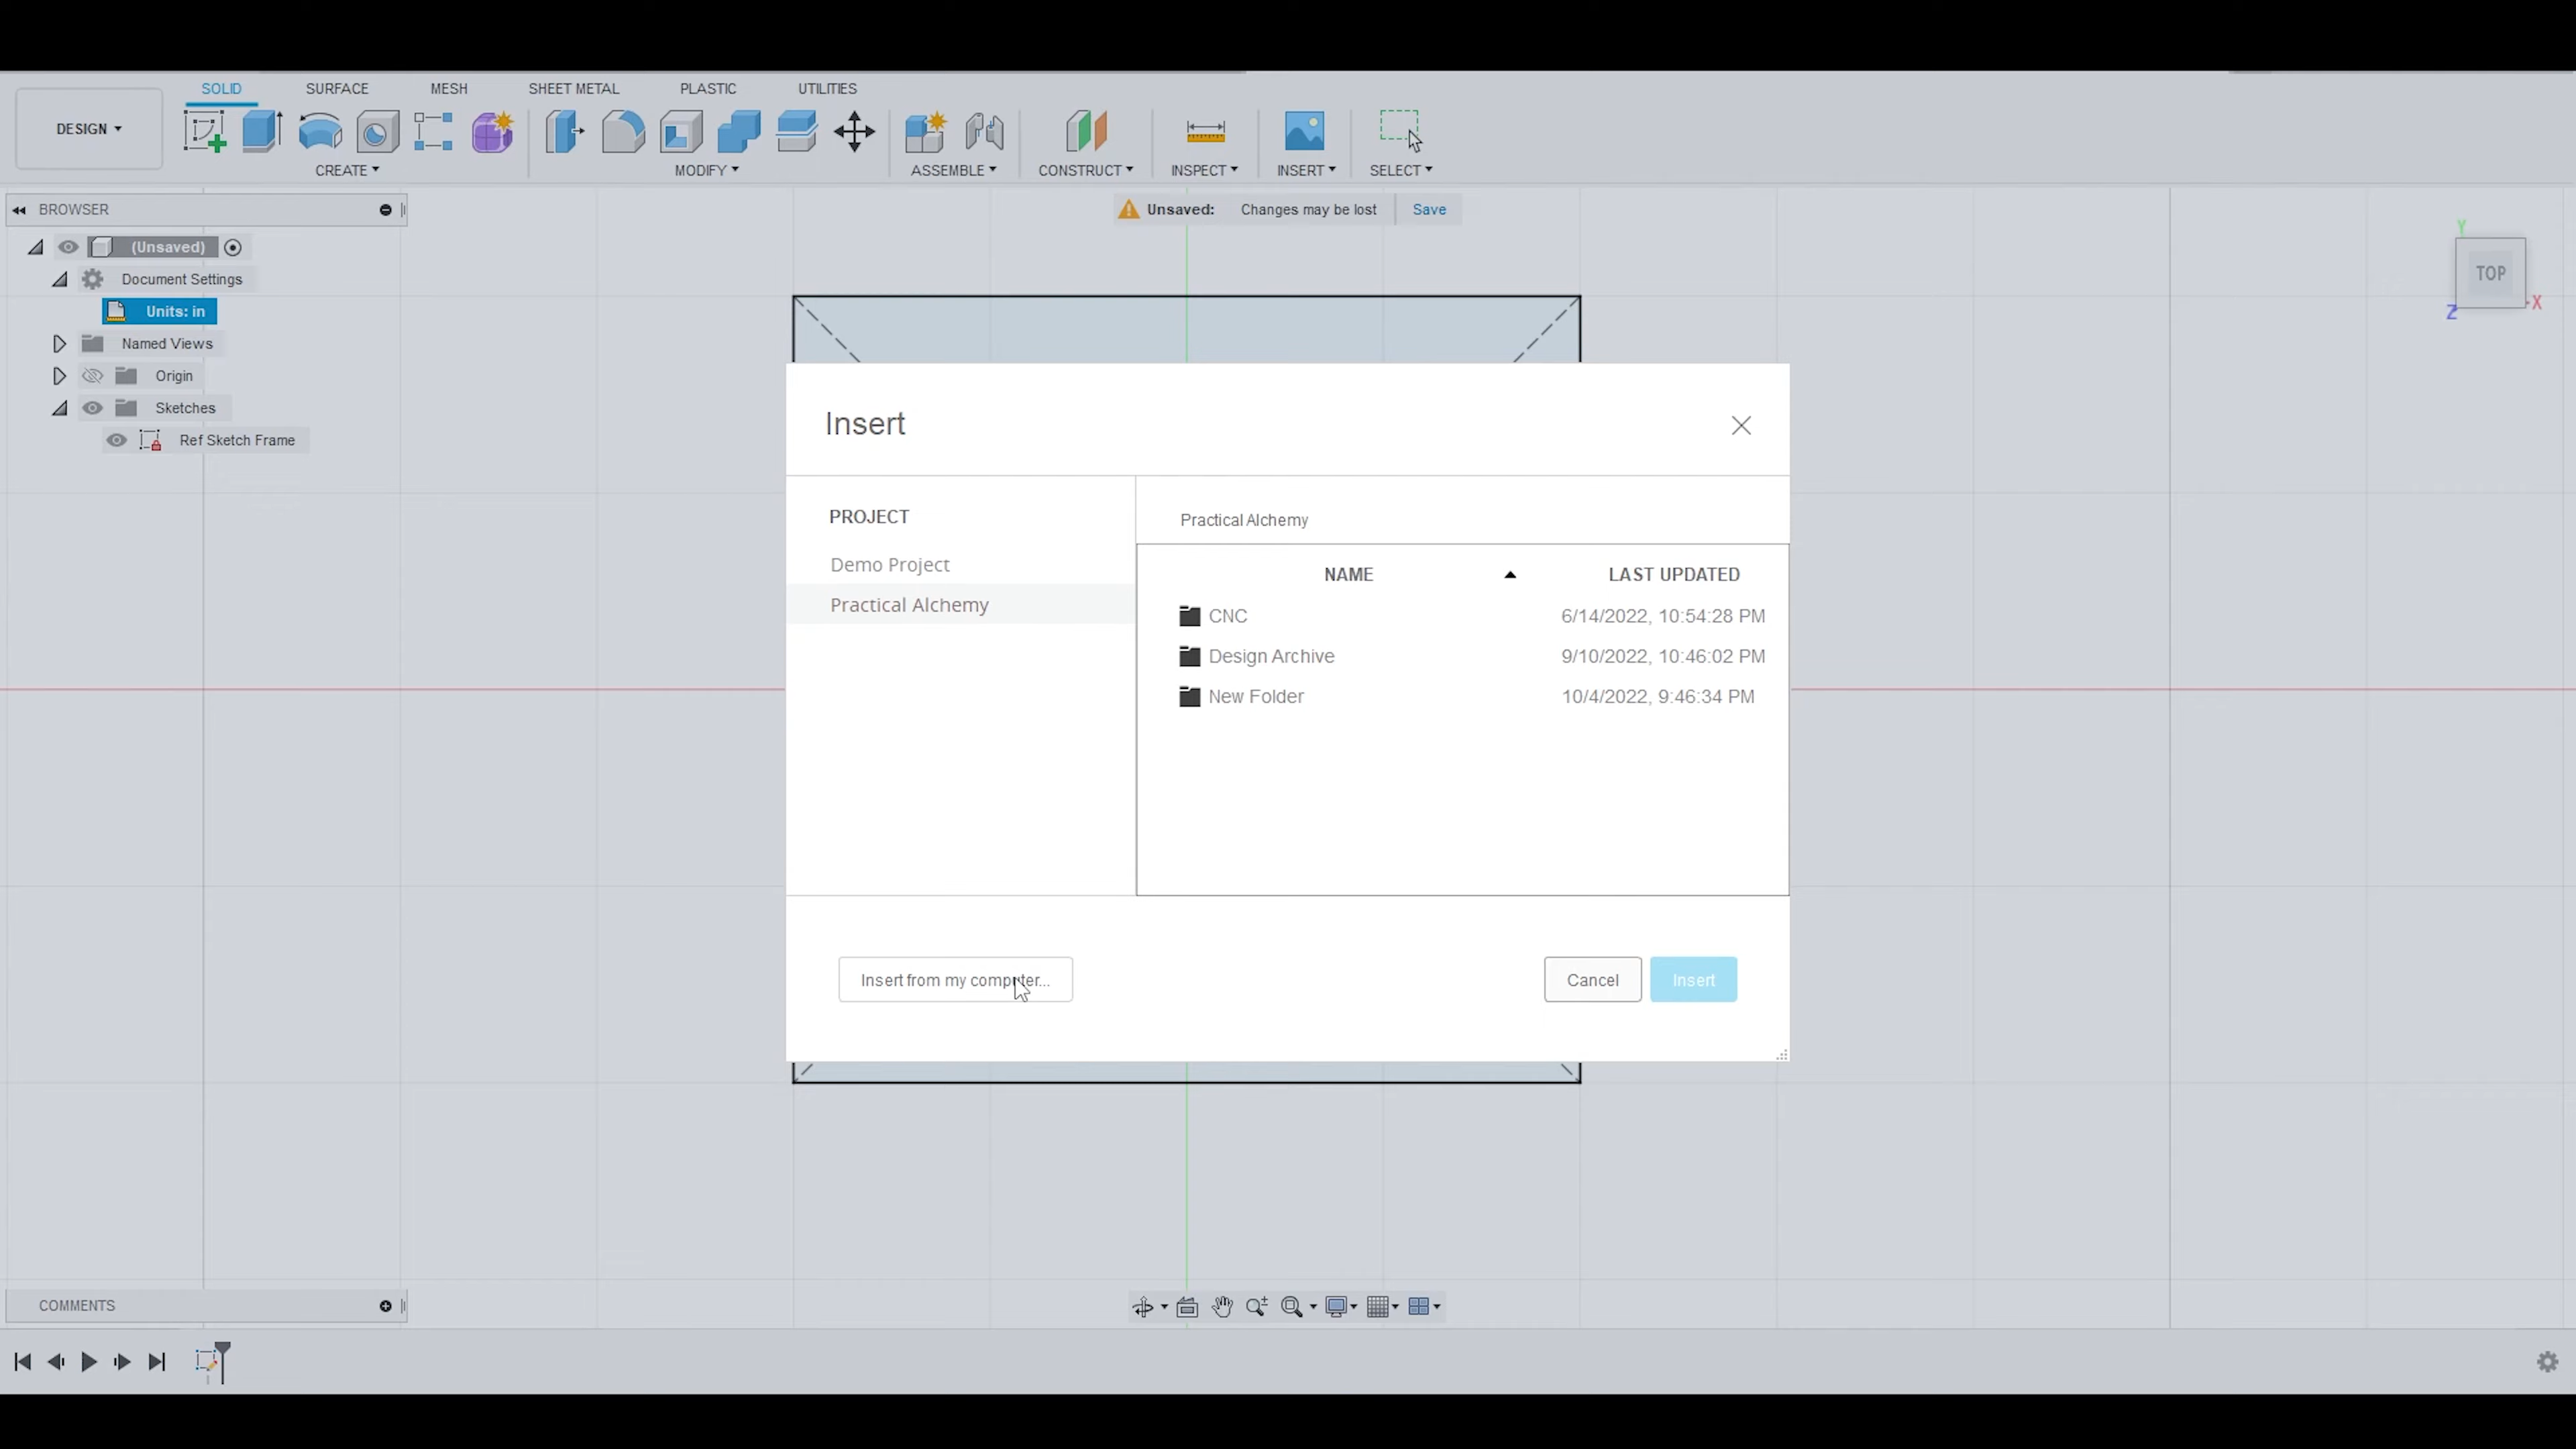 SOLID SURFACE MESH SHEET METAL PLASTIC UTILITIES
DESIGN
CREATE MODIFY ASSEMBLE CONSTRUCT INSPECT INSERT SELECT
BROWSER
Unsaved: Changes may be lost Save
(Unsaved)
Document Settings
Units: in
Named Views
Origin
Sketches
Ref Sketch Frame
Y
TOP
X
Z
Insert
PROJECT
Demo Project
Practical Alchemy
Practical Alchemy
NAME LAST UPDATED
CNC 6/14/2022, 10:54:28 PM
Design Archive 9/10/2022, 10:46:02 PM
New Folder 10/4/2022, 9:46:34 PM
Insert from my computer... Cancel Insert
COMMENTS